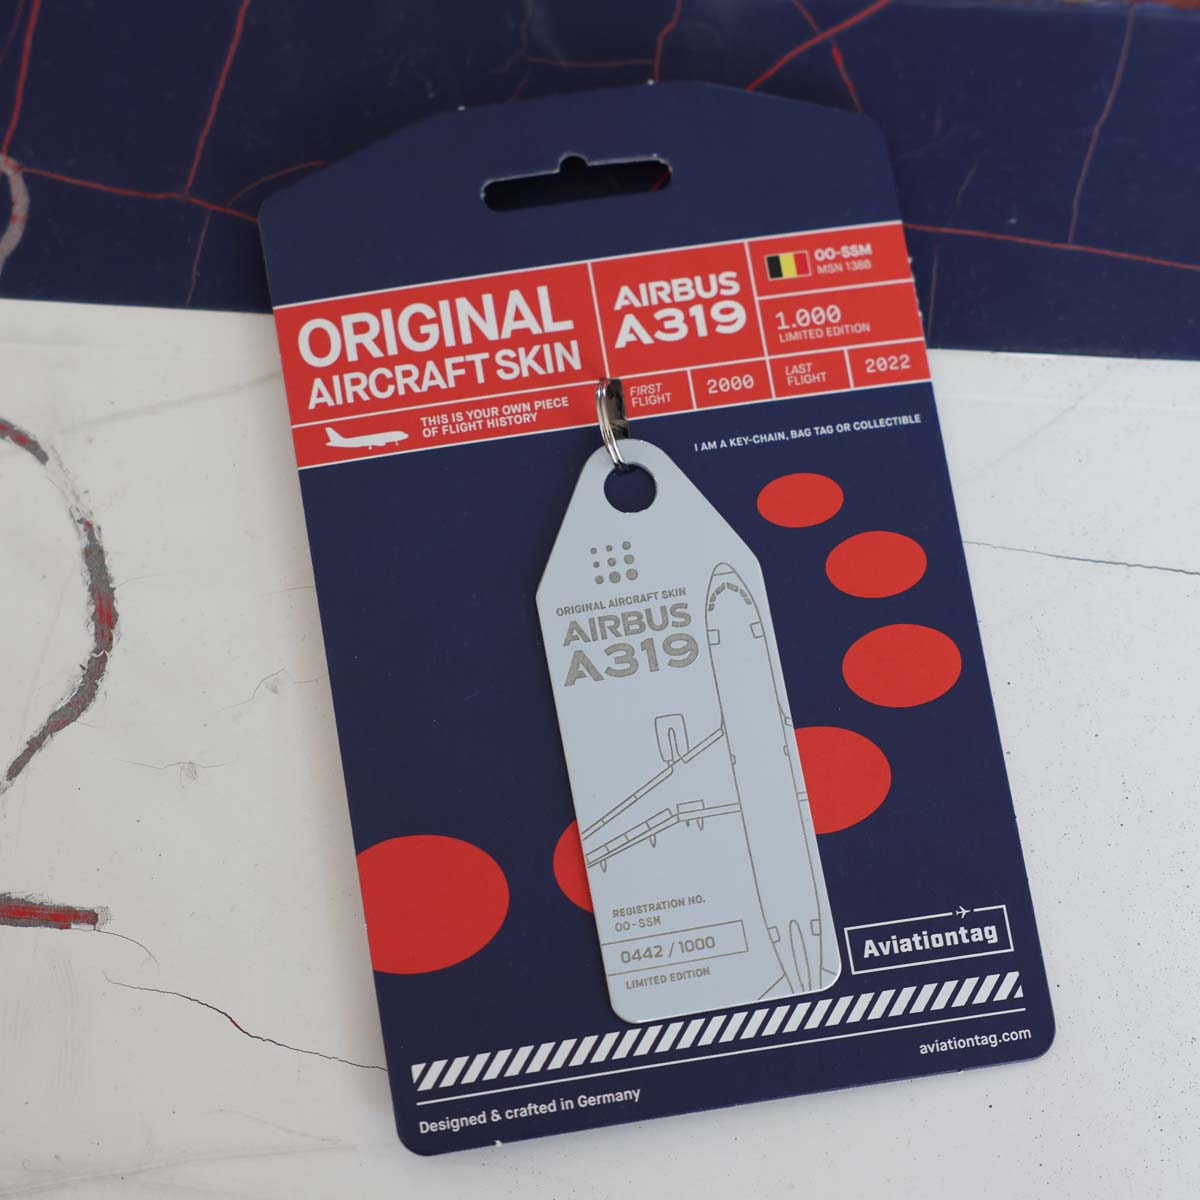 ORIGINAL
AIRCRAFT SKIN
THIS IS YOUR OWN PIECE
OF FLIGHT HISTORY
AIRBUS
A319
OO-SSM
MSN 1388
1.000
LIMITED EDITION
FIRST
FLIGHT
2000
LAST
FLIGHT
2022
I AM A KEY-CHAIN, BAG TAG OR COLLECTIBLE
ORIGINAL AIRCRAFT SKIN
AIRBUS
A319
REGISTRATION NO.
OO-SSM
0442 / 1000
LIMITED EDITION
Aviationtag
aviationtag.com
Designed & crafted in Germany